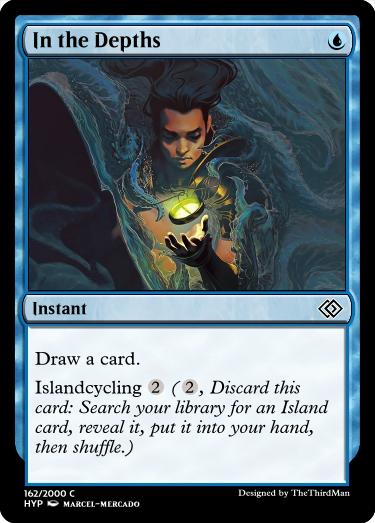 In the Depths
Instant
Draw a card.
Islandcycling 2 (2, Discard this
card: Search your library for an Island
card, reveal it, put it into your hand,
then shuffle.)
162/2000 C
HYP MARCEL-MERCADO
Designed by TheThirdMan